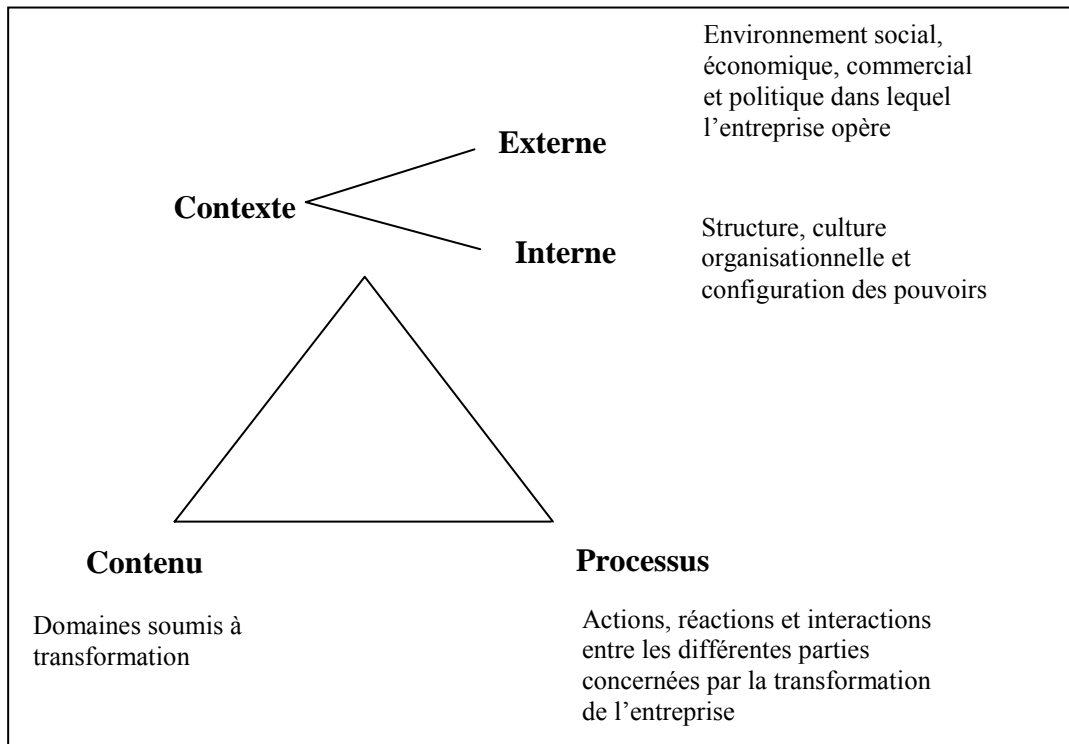 Environnement social,
économique, commercial
et politique dans lequel
l’entreprise opère
Externe
Contexte
Interne
Structure, culture
organisationnelle et
configuration des pouvoirs
Contenu
Processus
Domaines soumis à
transformation
Actions, réactions et interactions
entre les différentes parties
concernées par la transformation
de l’entreprise